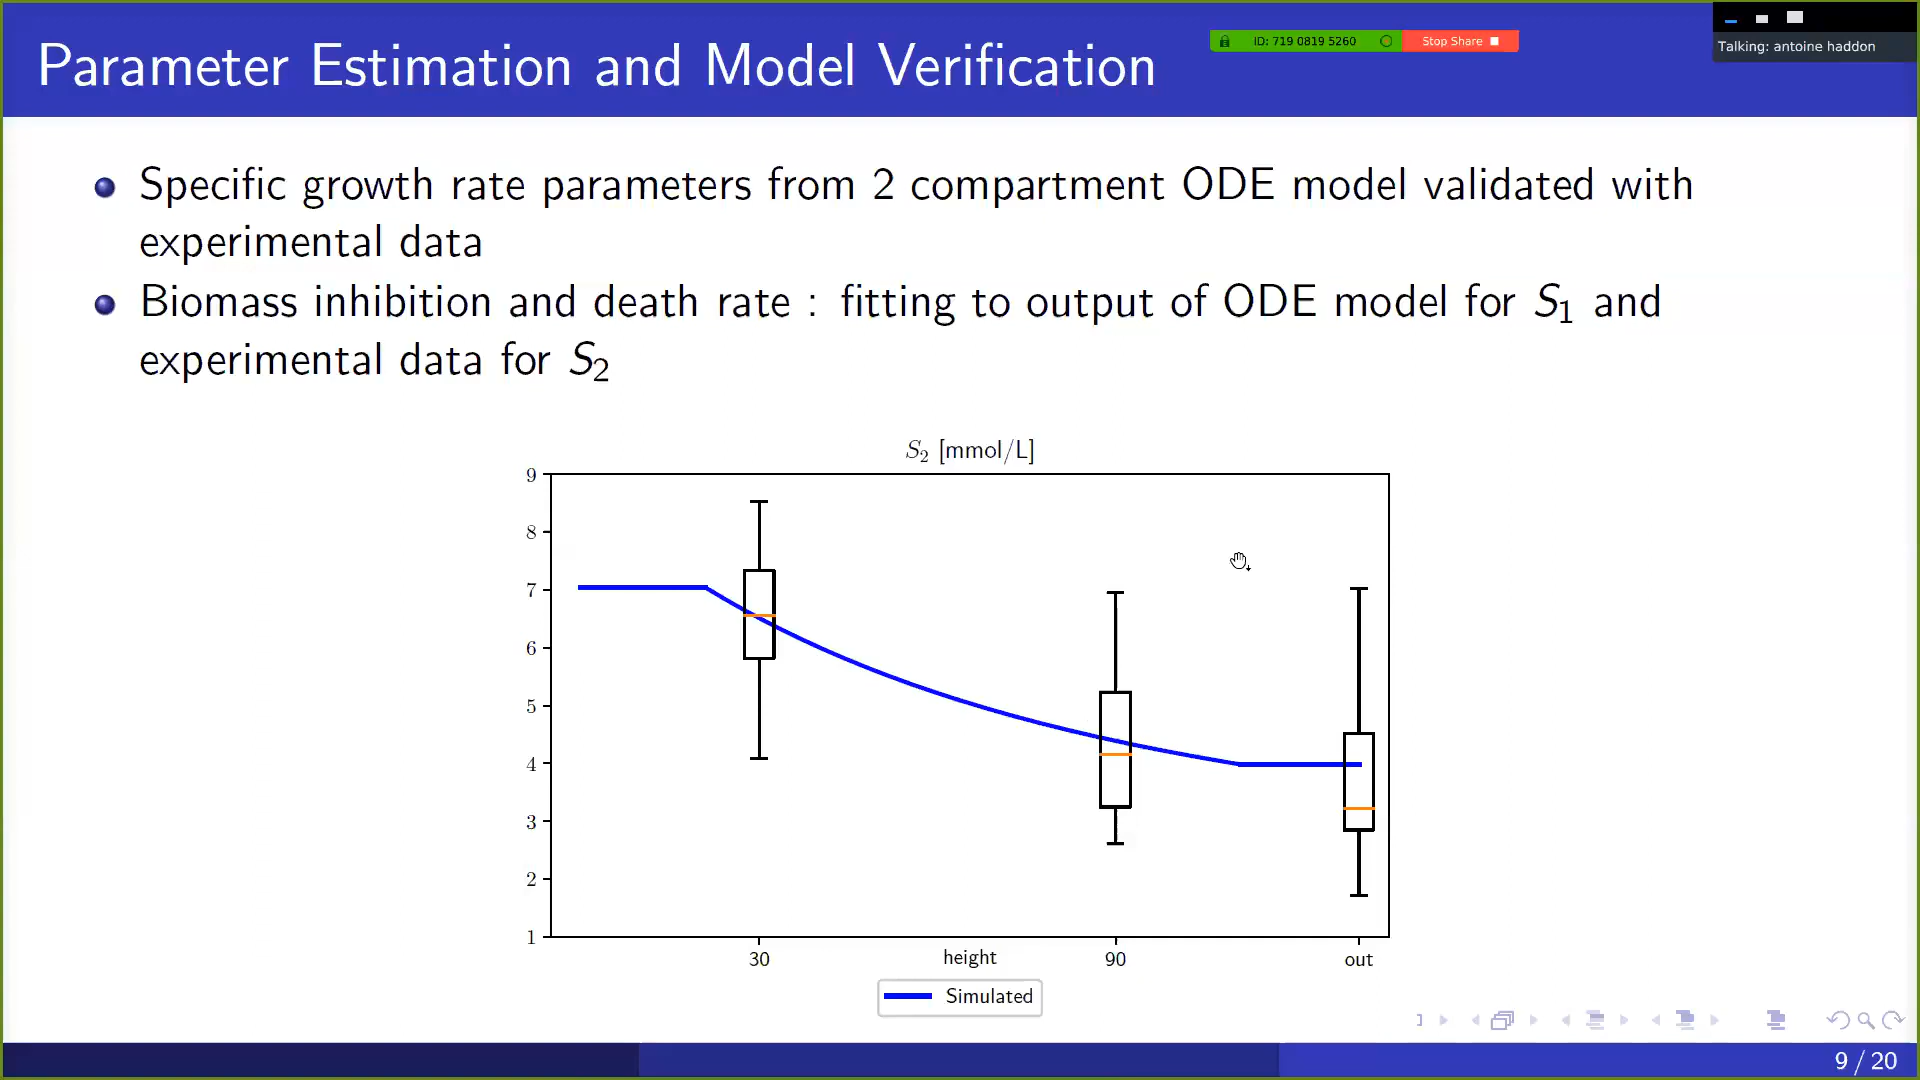 Parameter Estimation and Model Verification
ID: 719 0819 5260
Stop Share
Talking: antoine haddon
Specific growth rate parameters from 2 compartment ODE model validated with
experimental data
Biomass inhibition and death rate : fitting to output of ODE model for S₁ and
experimental data for S₂
S₂ [mmol/L]
9
8
7
6
5
4
3
2
1
30
height
90
out
Simulated
9 / 20